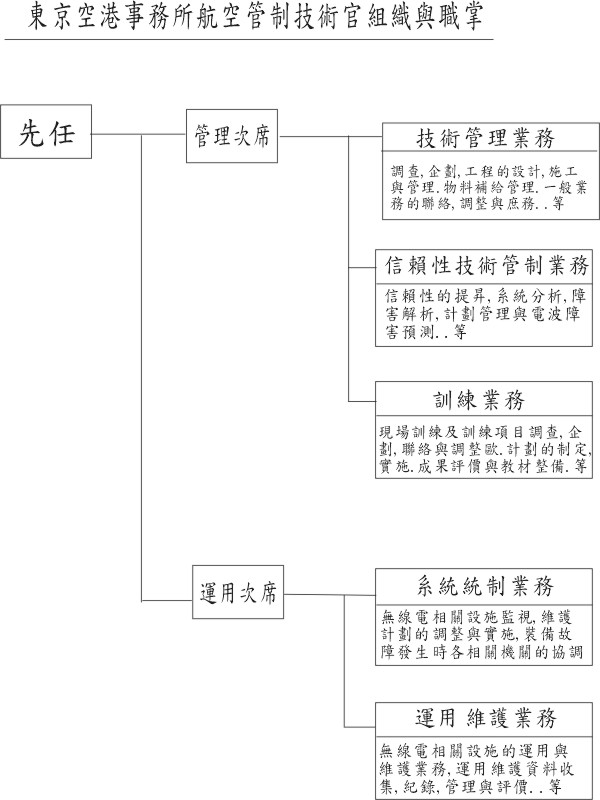 東京空港事務所航空管制技術官組織與職掌
先任
管理次席
技術管理業務
調查,企劃,工程的設計,施工
與管理.物料補給管理.一般業
務的聯絡,調整與庶務..等
信賴性技術管制業務
信賴性的提昇,系統分析,障
害解析,計劃管理與電波障
害預測..等
訓練業務
現場訓練及訓練項目調查,企
劃,聯絡與調整歐.計劃的制定,
實施.成果評價與教材整備.等
運用次席
系統統制業務
無線電相關設施監視,維護
計劃的調整與實施,裝備故
障發生時各相關機關的協調
運用 維護業務
無線電相關設施的運用與
維護業務,運用維護資料收
集,紀錄,管理與評價..等